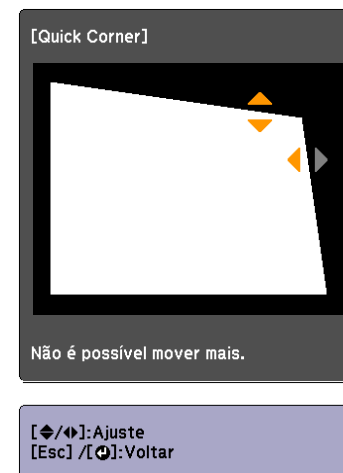 [Quick Corner]
Não é possível mover mais.
[◆/◆]:Ajuste
[Esc] /[↵]:Voltar